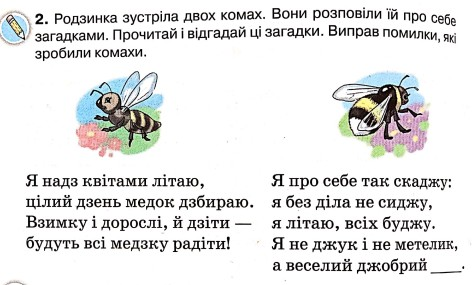 2. Родзинка зустріла двох комах. Вони розповіли їй про себе
загадками. Прочитай і відгадай ці загадки. Виправ помилки, які
зробили комахи.
Я надз квітами літаю,
цілий дзень медок дзбираю.
Взимку і дорослі, й дзіти —
будуть всі медзку радіти!
Я про себе так скаджу:
я без діла не сиджу,
я літаю, всіх буджу.
Я не джук і не метелик,
а веселий джобрий ____.